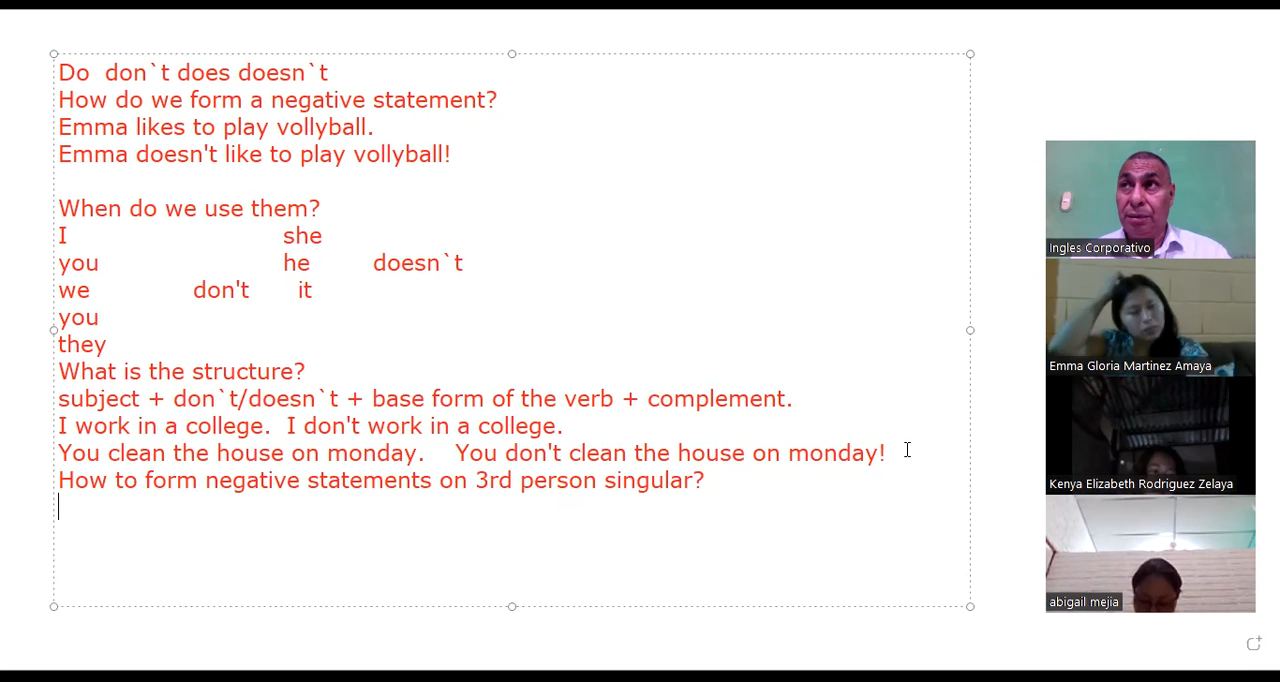 Do  don`t does doesn`t
How do we form a negative statement?
Emma likes to play vollyball.
Emma doesn't like to play vollyball!
When do we use them?
I she
you he doesn`t
we don't it
you
they
What is the structure?
subject + don`t/doesn`t + base form of the verb + complement.
I work in a college.  I don't work in a college.
You clean the house on monday.    You don't clean the house on monday!
How to form negative statements on 3rd person singular?
Ingles Corporativo
Emma Gloria Martinez Amaya
Kenya Elizabeth Rodriguez Zelaya
abigail mejia